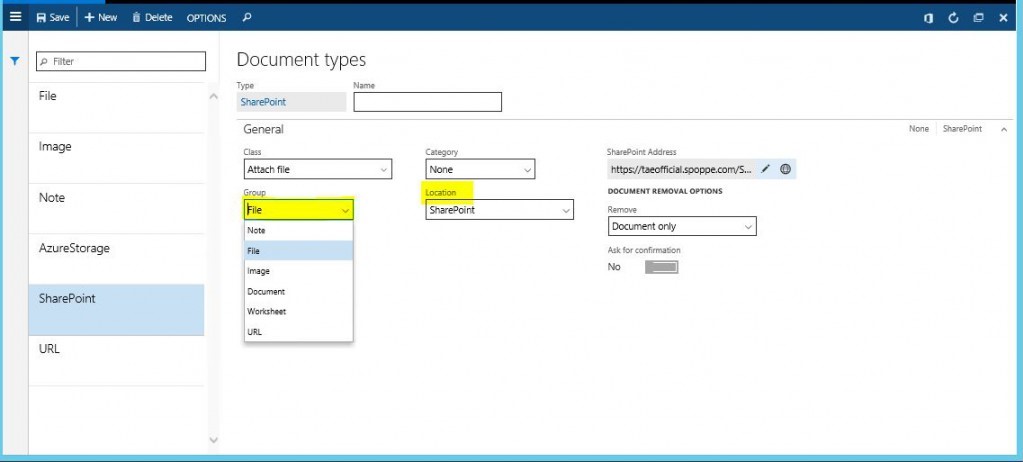 Save New Delete OPTIONS
Filter
File
Image
Note
AzureStorage
SharePoint
URL
Document types
Type Name
SharePoint
General None SharePoint
Class Category SharePoint Address
Attach file None https://taeofficial.spoppe.com/S...
Group Location DOCUMENT REMOVAL OPTIONS
File SharePoint Remove
Document only
Note
File Ask for confirmation
Image No
Document
Worksheet
URL